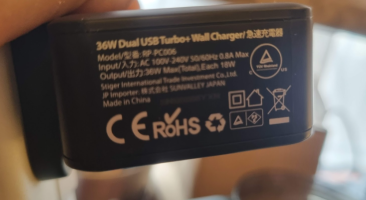 36W Dual USB Turbo+ Wall Charger/急速充電器
Model/型番: RP-PC006
Input/入力: AC 100V-240V 50/60Hz 0.8A Max
Output/出力: 36W Max(Total), Each 18W
Stiger International Trade Investment Co.,Ltd.
JP Importer: 株式会社 SUNVALLEY JAPAN
Made in China
CE RoHS